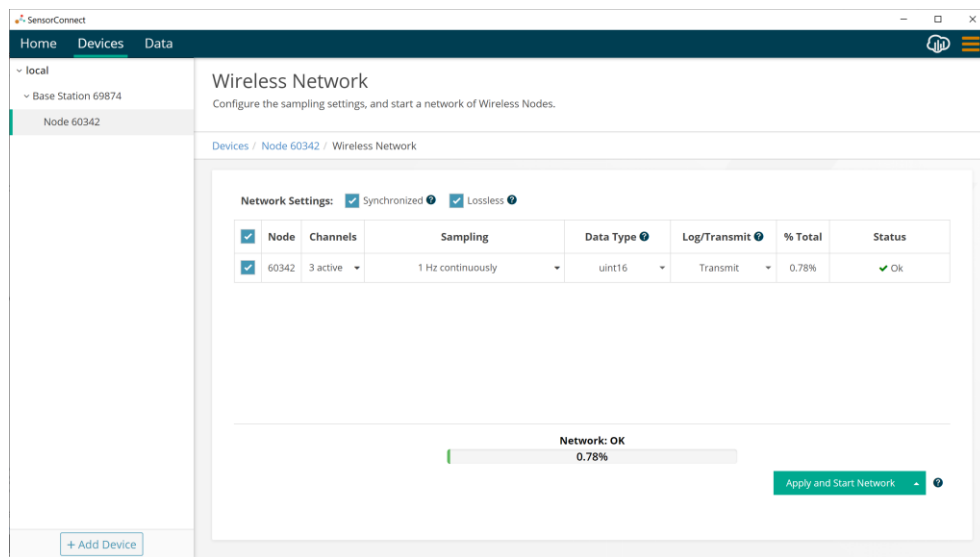 SensorConnect
Home Devices Data
local
Base Station 69874
Node 60342
Wireless Network
Configure the sampling settings, and start a network of Wireless Nodes.
Devices / Node 60342 / Wireless Network
Network Settings: Synchronized ? Lossless ?
Node Channels Sampling Data Type ? Log/Transmit ? % Total Status
60342 3 active 1 Hz continuously uint16 Transmit 0.78% Ok
Network: OK
0.78%
Apply and Start Network ?
+ Add Device